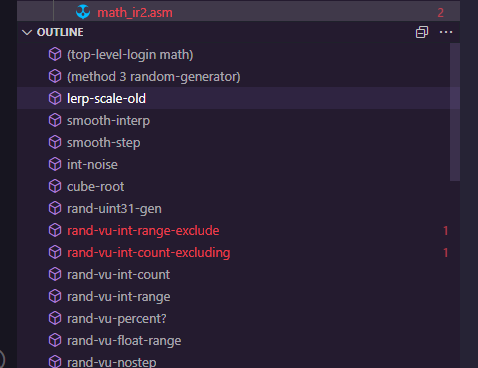 math_ir2.asm 2
OUTLINE
(top-level-login math)
(method 3 random-generator)
lerp-scale-old
smooth-interp
smooth-step
int-noise
cube-root
rand-uint31-gen
rand-vu-int-range-exclude 1
rand-vu-int-count-excluding 1
rand-vu-int-count
rand-vu-int-range
rand-vu-percent?
rand-vu-float-range
rand-vu-nostep